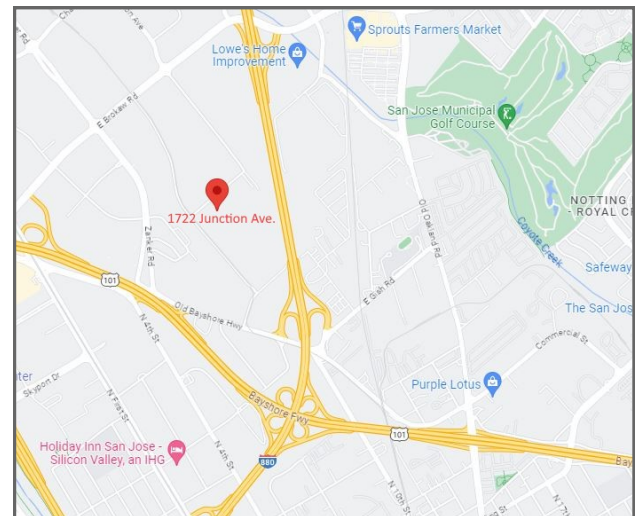 Sprouts Farmers Market
Lowe's Home
Improvement
San Jose Municipal
Golf Course
E Brokaw Rd
1722 Junction Ave.
Zanker Rd
Old Oakland Rd
NOTTING
- ROYAL
Coyote Creek
Safeway
101
Old Bayshore Hwy
E Gish Rd
The San Jos
N 4th St
Commercial St
Skyport Dr
N First St
Purple Lotus
Bayshore Fwy
101
Holiday Inn San Jose -
Silicon Valley, an IHG
N 4th St
880
N 10th St
N 17th